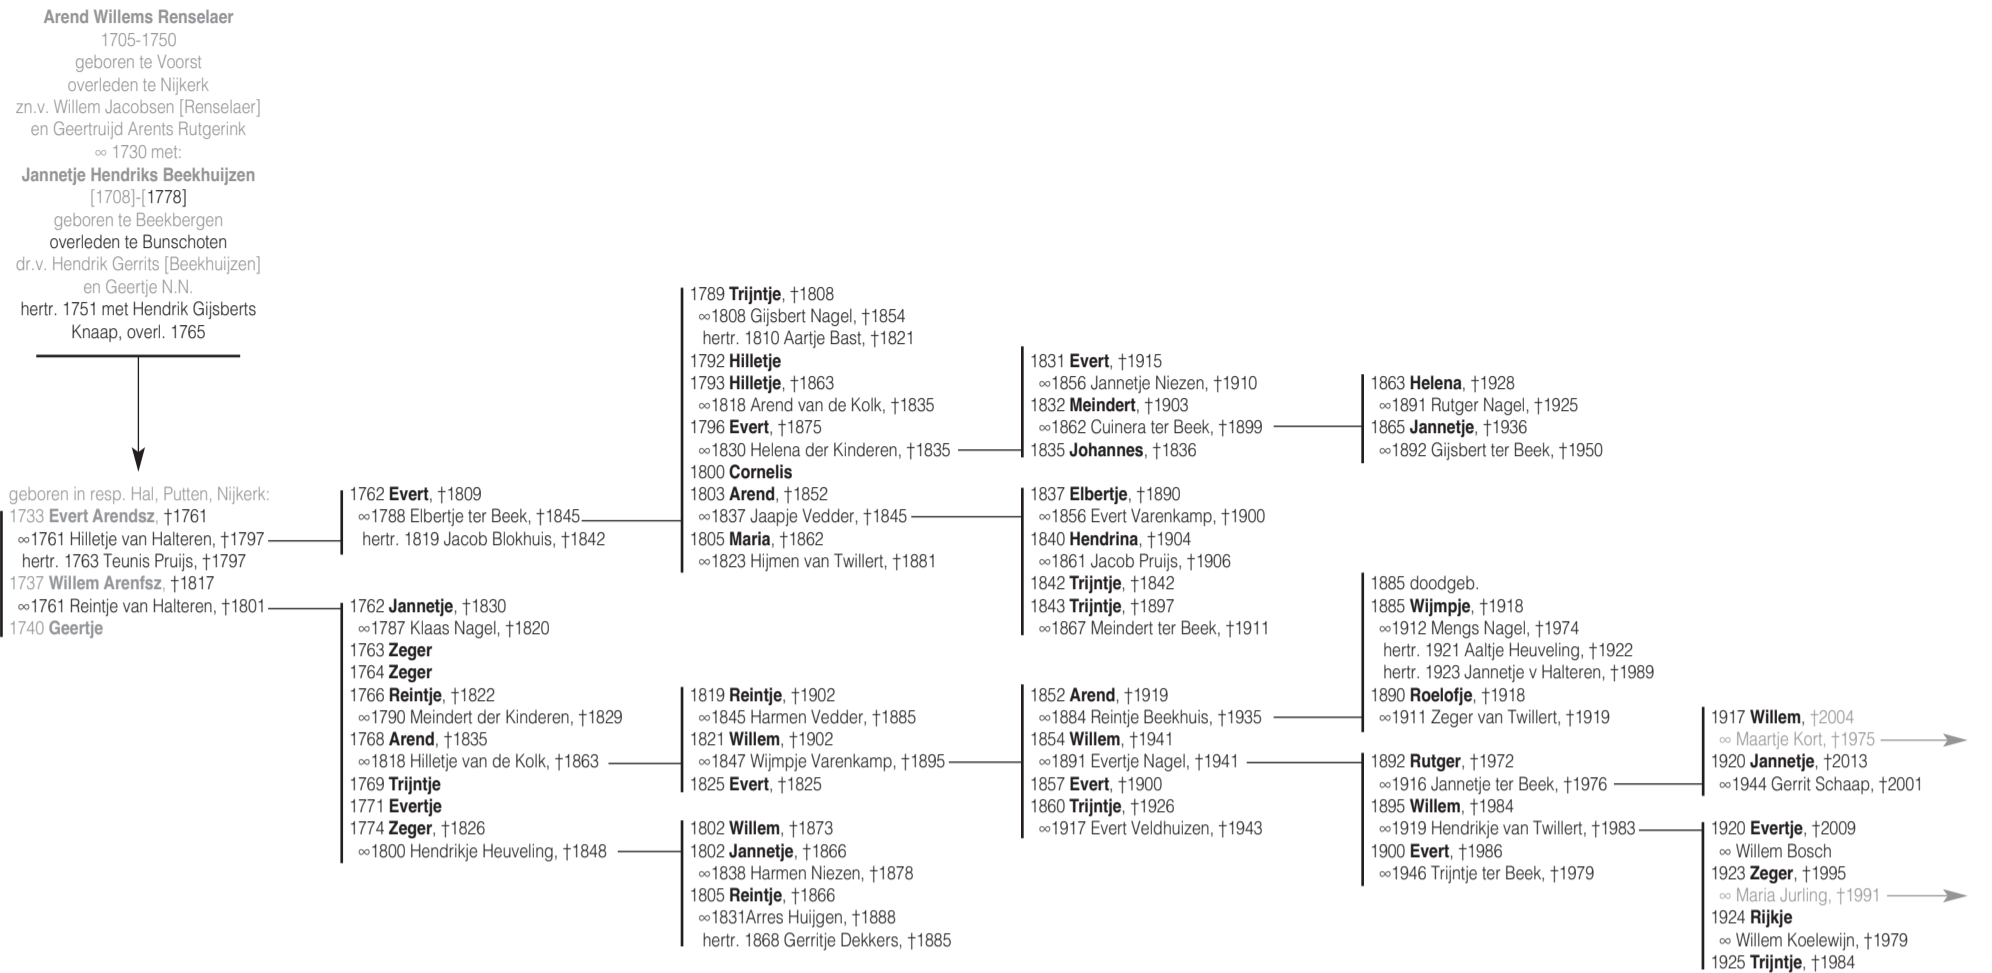 Arend Willems Renselaer
1705-1750
geboren te Voorst
overleden te Nijkerk
zn.v. Willem Jacobsen [Renselaer]
en Geertruijd Arents Rutgerink
∞ 1730 met:
Jannetje Hendriks Beekhuijzen
[1708]-[1778]
geboren te Beekbergen
overleden te Bunschoten
dr.v. Hendrik Gerrits [Beekhuijzen]
en Geertje N.N.
hertr. 1751 met Hendrik Gijsberts
Knaap, overl. 1765
geboren in resp. Hal, Putten, Nijkerk:
1733 Evert Arendsz, †1761
∞1761 Hilletje van Halteren, †1797
hertr. 1763 Teunis Pruijs, †1797
1737 Willem Arenfsz, †1817
∞1761 Reintje van Halteren, †1801
1740 Geertje
1762 Evert, †1809
∞1788 Elbertje ter Beek, †1845
hertr. 1819 Jacob Blokhuis, †1842
1762 Jannetje, †1830
∞1787 Klaas Nagel, †1820
1763 Zeger
1764 Zeger
1766 Reintje, †1822
∞1790 Meindert der Kinderen, †1829
1768 Arend, †1835
∞1818 Hilletje van de Kolk, †1863
1769 Trijntje
1771 Evertje
1774 Zeger, †1826
∞1800 Hendrikje Heuveling, †1848
1789 Trijntje, †1808
∞1808 Gijsbert Nagel, †1854
hertr. 1810 Aartje Bast, †1821
1792 Hilletje
1793 Hilletje, †1863
∞1818 Arend van de Kolk, †1835
1796 Evert, †1875
∞1830 Helena der Kinderen, †1835
1800 Cornelis
1803 Arend, †1852
∞1837 Jaapje Vedder, †1845
1805 Maria, †1862
∞1823 Hijmen van Twillert, †1881
1819 Reintje, †1902
∞1845 Harmen Vedder, †1885
1821 Willem, †1902
∞1847 Wijmpje Varenkamp, †1895
1825 Evert, †1825
1802 Willem, †1873
1802 Jannetje, †1866
∞1838 Harmen Niezen, †1878
1805 Reintje, †1866
∞1831Arres Huijgen, †1888
hertr. 1868 Gerritje Dekkers, †1885
1831 Evert, †1915
∞1856 Jannetje Niezen, †1910
1832 Meindert, †1903
∞1862 Cuinera ter Beek, †1899
1835 Johannes, †1836
1837 Elbertje, †1890
∞1856 Evert Varenkamp, †1900
1840 Hendrina, †1904
∞1861 Jacob Pruijs, †1906
1842 Trijntje, †1842
1843 Trijntje, †1897
∞1867 Meindert ter Beek, †1911
1852 Arend, †1919
∞1884 Reintje Beekhuis, †1935
1854 Willem, †1941
∞1891 Evertje Nagel, †1941
1857 Evert, †1900
1860 Trijntje, †1926
∞1917 Evert Veldhuizen, †1943
1863 Helena, †1928
∞1891 Rutger Nagel, †1925
1865 Jannetje, †1936
∞1892 Gijsbert ter Beek, †1950
1885 doodgeb.
1885 Wijmpje, †1918
∞1912 Mengs Nagel, †1974
hertr. 1921 Aaltje Heuveling, †1922
hertr. 1923 Jannetje v Halteren, †1989
1890 Roelofje, †1918
∞1911 Zeger van Twillert, †1919
1892 Rutger, †1972
∞1916 Jannetje ter Beek, †1976
1895 Willem, †1984
∞1919 Hendrikje van Twillert, †1983
1900 Evert, †1986
∞1946 Trijntje ter Beek, †1979
1917 Willem, †2004
∞ Maartje Kort, †1975
1920 Jannetje, †2013
∞1944 Gerrit Schaap, †2001
1920 Evertje, †2009
∞ Willem Bosch
1923 Zeger, †1995
∞ Maria Jurling, †1991
1924 Rijkje
∞ Willem Koelewijn, †1979
1925 Trijntje, †1984